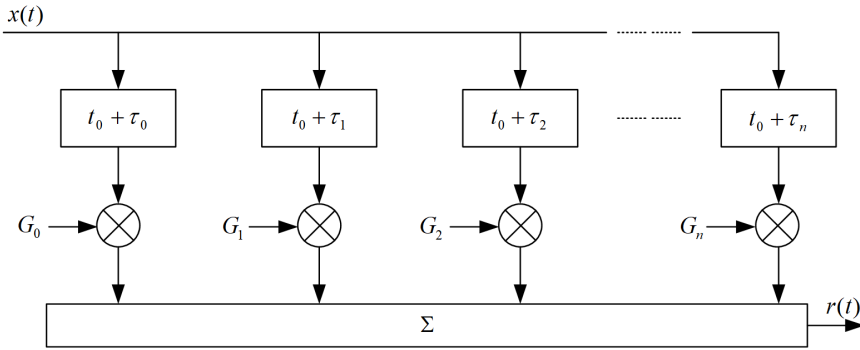 x(t)
t₀ + τ₀ t₀ + τ₁ t₀ + τ₂ t₀ + τₙ
G₀ G₁ G₂ Gₙ
r(t)
Σ